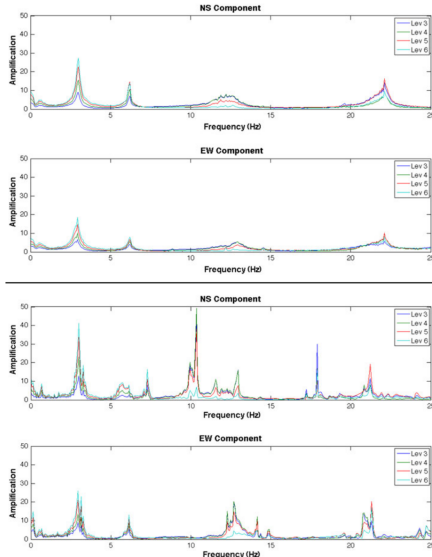 NS Component
50
40
30
20
10
0
Amplification
Lev 3
Lev 4
Lev 5
Lev 6
0 5 10 15 20 25
Frequency (Hz)
EW Component
50
40
30
20
10
0
Amplification
Lev 3
Lev 4
Lev 5
Lev 6
0 5 10 15 20 25
Frequency (Hz)
NS Component
50
40
30
20
10
0
Amplification
Lev 3
Lev 4
Lev 5
Lev 6
0 5 10 15 20 25
Frequency (Hz)
EW Component
50
40
30
20
10
0
Amplification
Lev 3
Lev 4
Lev 5
Lev 6
0 5 10 15 20 25
Frequency (Hz)